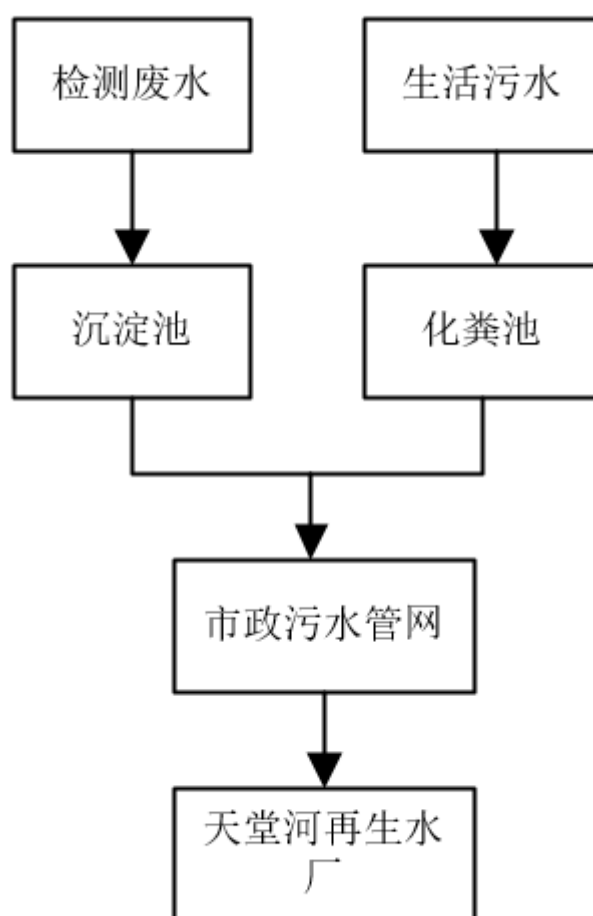 检测废水
生活污水
沉淀池
化粪池
市政污水管网
天堂河再生水
厂